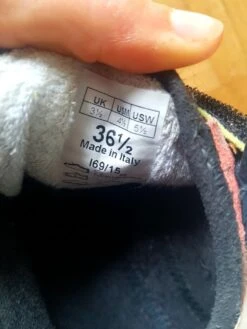 UK USM USW
3½ 4½ 5½
36½
Made in Italy
I69/15